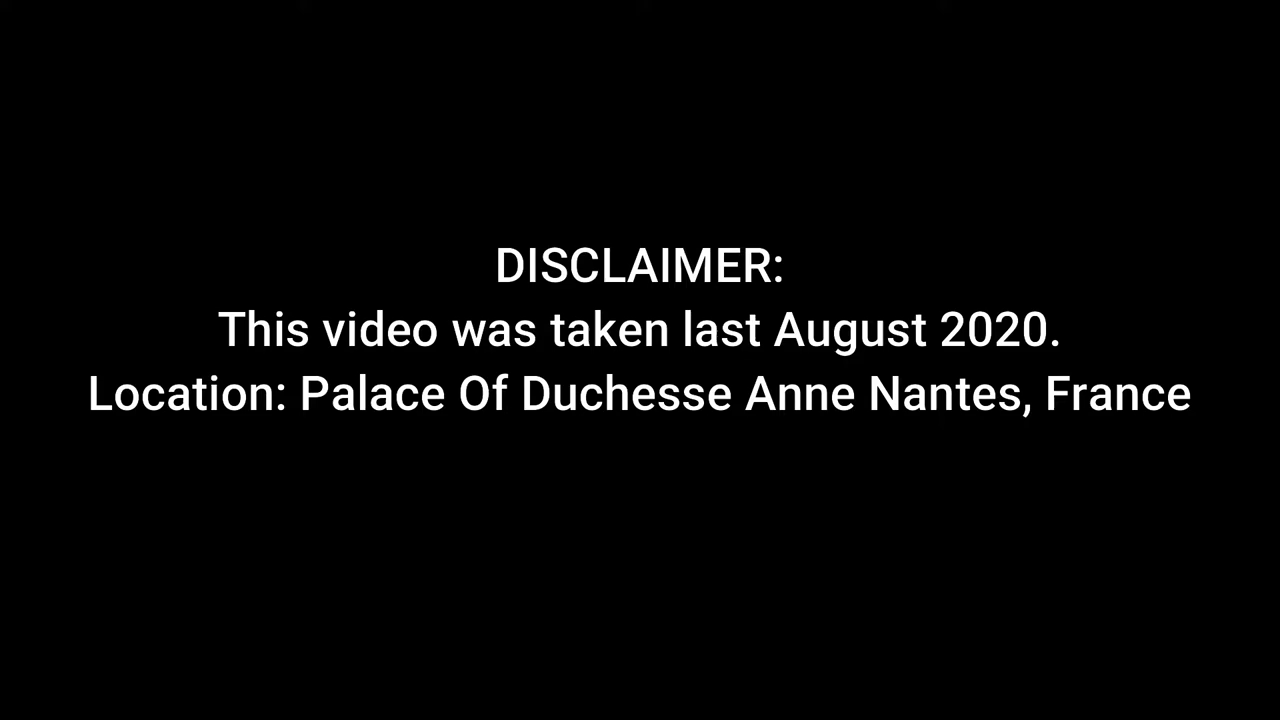 DISCLAIMER:
This video was taken last August 2020.
Location: Palace Of Duchesse Anne Nantes, France